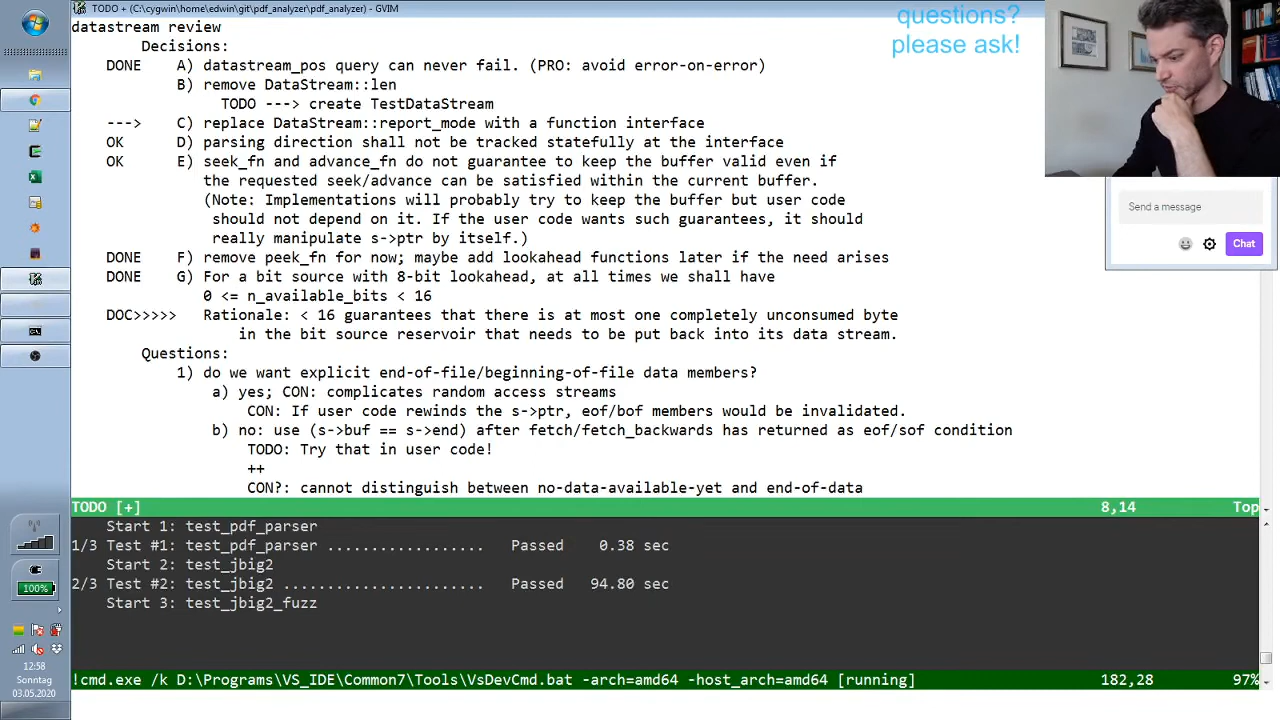 TODO + (C:\cygwin\home\edwin\git\pdf_analyzer\pdf_analyzer) - GVIM
questions?
please ask!
datastream review
Decisions:
DONE A) datastream_pos query can never fail. (PRO: avoid error-on-error)
B) remove DataStream::len
TODO ---> create TestDataStream
---> C) replace DataStream::report_mode with a function interface
OK D) parsing direction shall not be tracked statefully at the interface
OK E) seek_fn and advance_fn do not guarantee to keep the buffer valid even if
the requested seek/advance can be satisfied within the current buffer.
(Note: Implementations will probably try to keep the buffer but user code
should not depend on it. If the user code wants such guarantees, it should
really manipulate s->ptr by itself.)
DONE F) remove peek_fn for now; maybe add lookahead functions later if the need arises
DONE G) For a bit source with 8-bit lookahead, at all times we shall have
0 <= n_available_bits < 16
DOC>>>>> Rationale: < 16 guarantees that there is at most one completely unconsumed byte
in the bit source reservoir that needs to be put back into its data stream.
Questions:
1) do we want explicit end-of-file/beginning-of-file data members?
a) yes; CON: complicates random access streams
CON: If user code rewinds the s->ptr, eof/bof members would be invalidated.
b) no: use (s->buf == s->end) after fetch/fetch_backwards has returned as eof/sof condition
TODO: Try that in user code!
++
CON?: cannot distinguish between no-data-available-yet and end-of-data
TODO [+] 8,14 Top
Start 1: test_pdf_parser
1/3 Test #1: test_pdf_parser .................. Passed 0.38 sec
Start 2: test_jbig2
2/3 Test #2: test_jbig2 ....................... Passed 94.80 sec
Start 3: test_jbig2_fuzz
!cmd.exe /k D:\Programs\VS_IDE\Common7\Tools\VsDevCmd.bat -arch=amd64 -host_arch=amd64 [running] 182,28 97%
Send a message
Chat
100%
12:58
Sonntag
03.05.2020